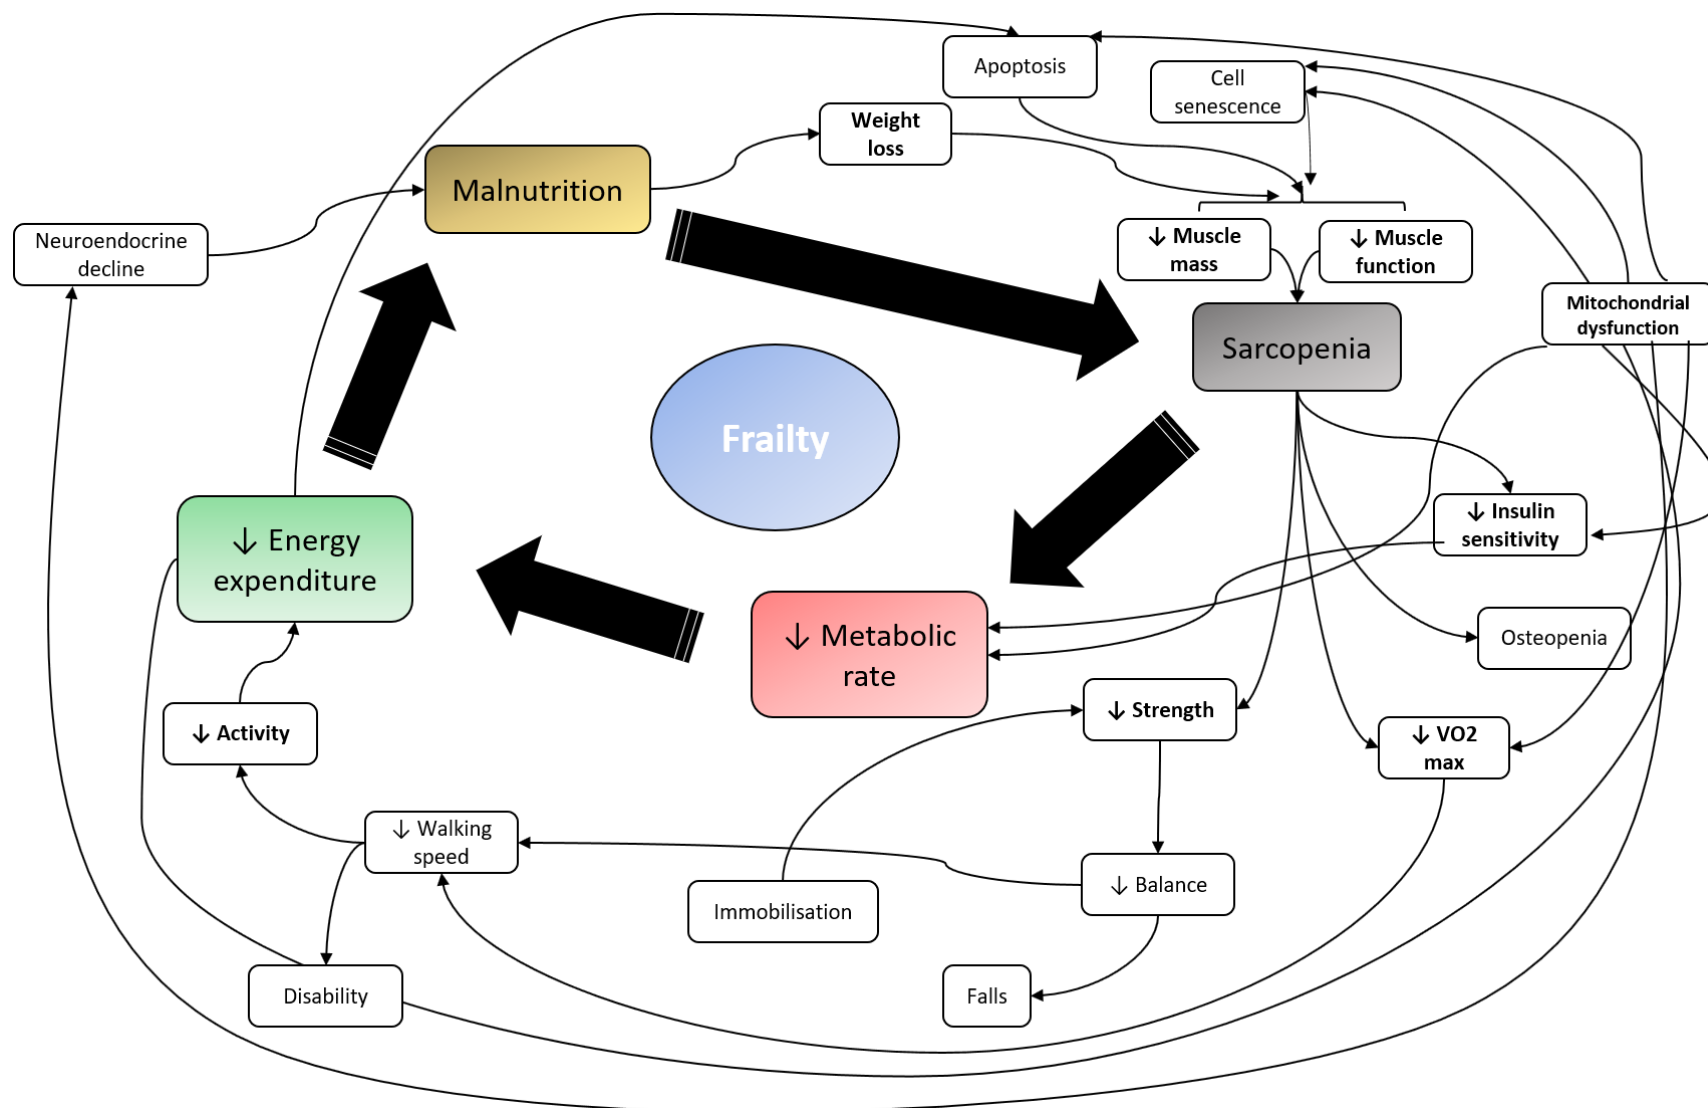 Apoptosis
Cell
senescence
Weight
loss
Malnutrition
Neuroendocrine
decline
↓ Muscle
mass
↓ Muscle
function
Mitochondrial
dysfunction
Sarcopenia
Frailty
↓ Energy
expenditure
↓ Insulin
sensitivity
↓ Metabolic
rate
Osteopenia
↓ Strength
↓ Activity
↓ VO2
max
↓ Walking
speed
↓ Balance
Immobilisation
Disability
Falls